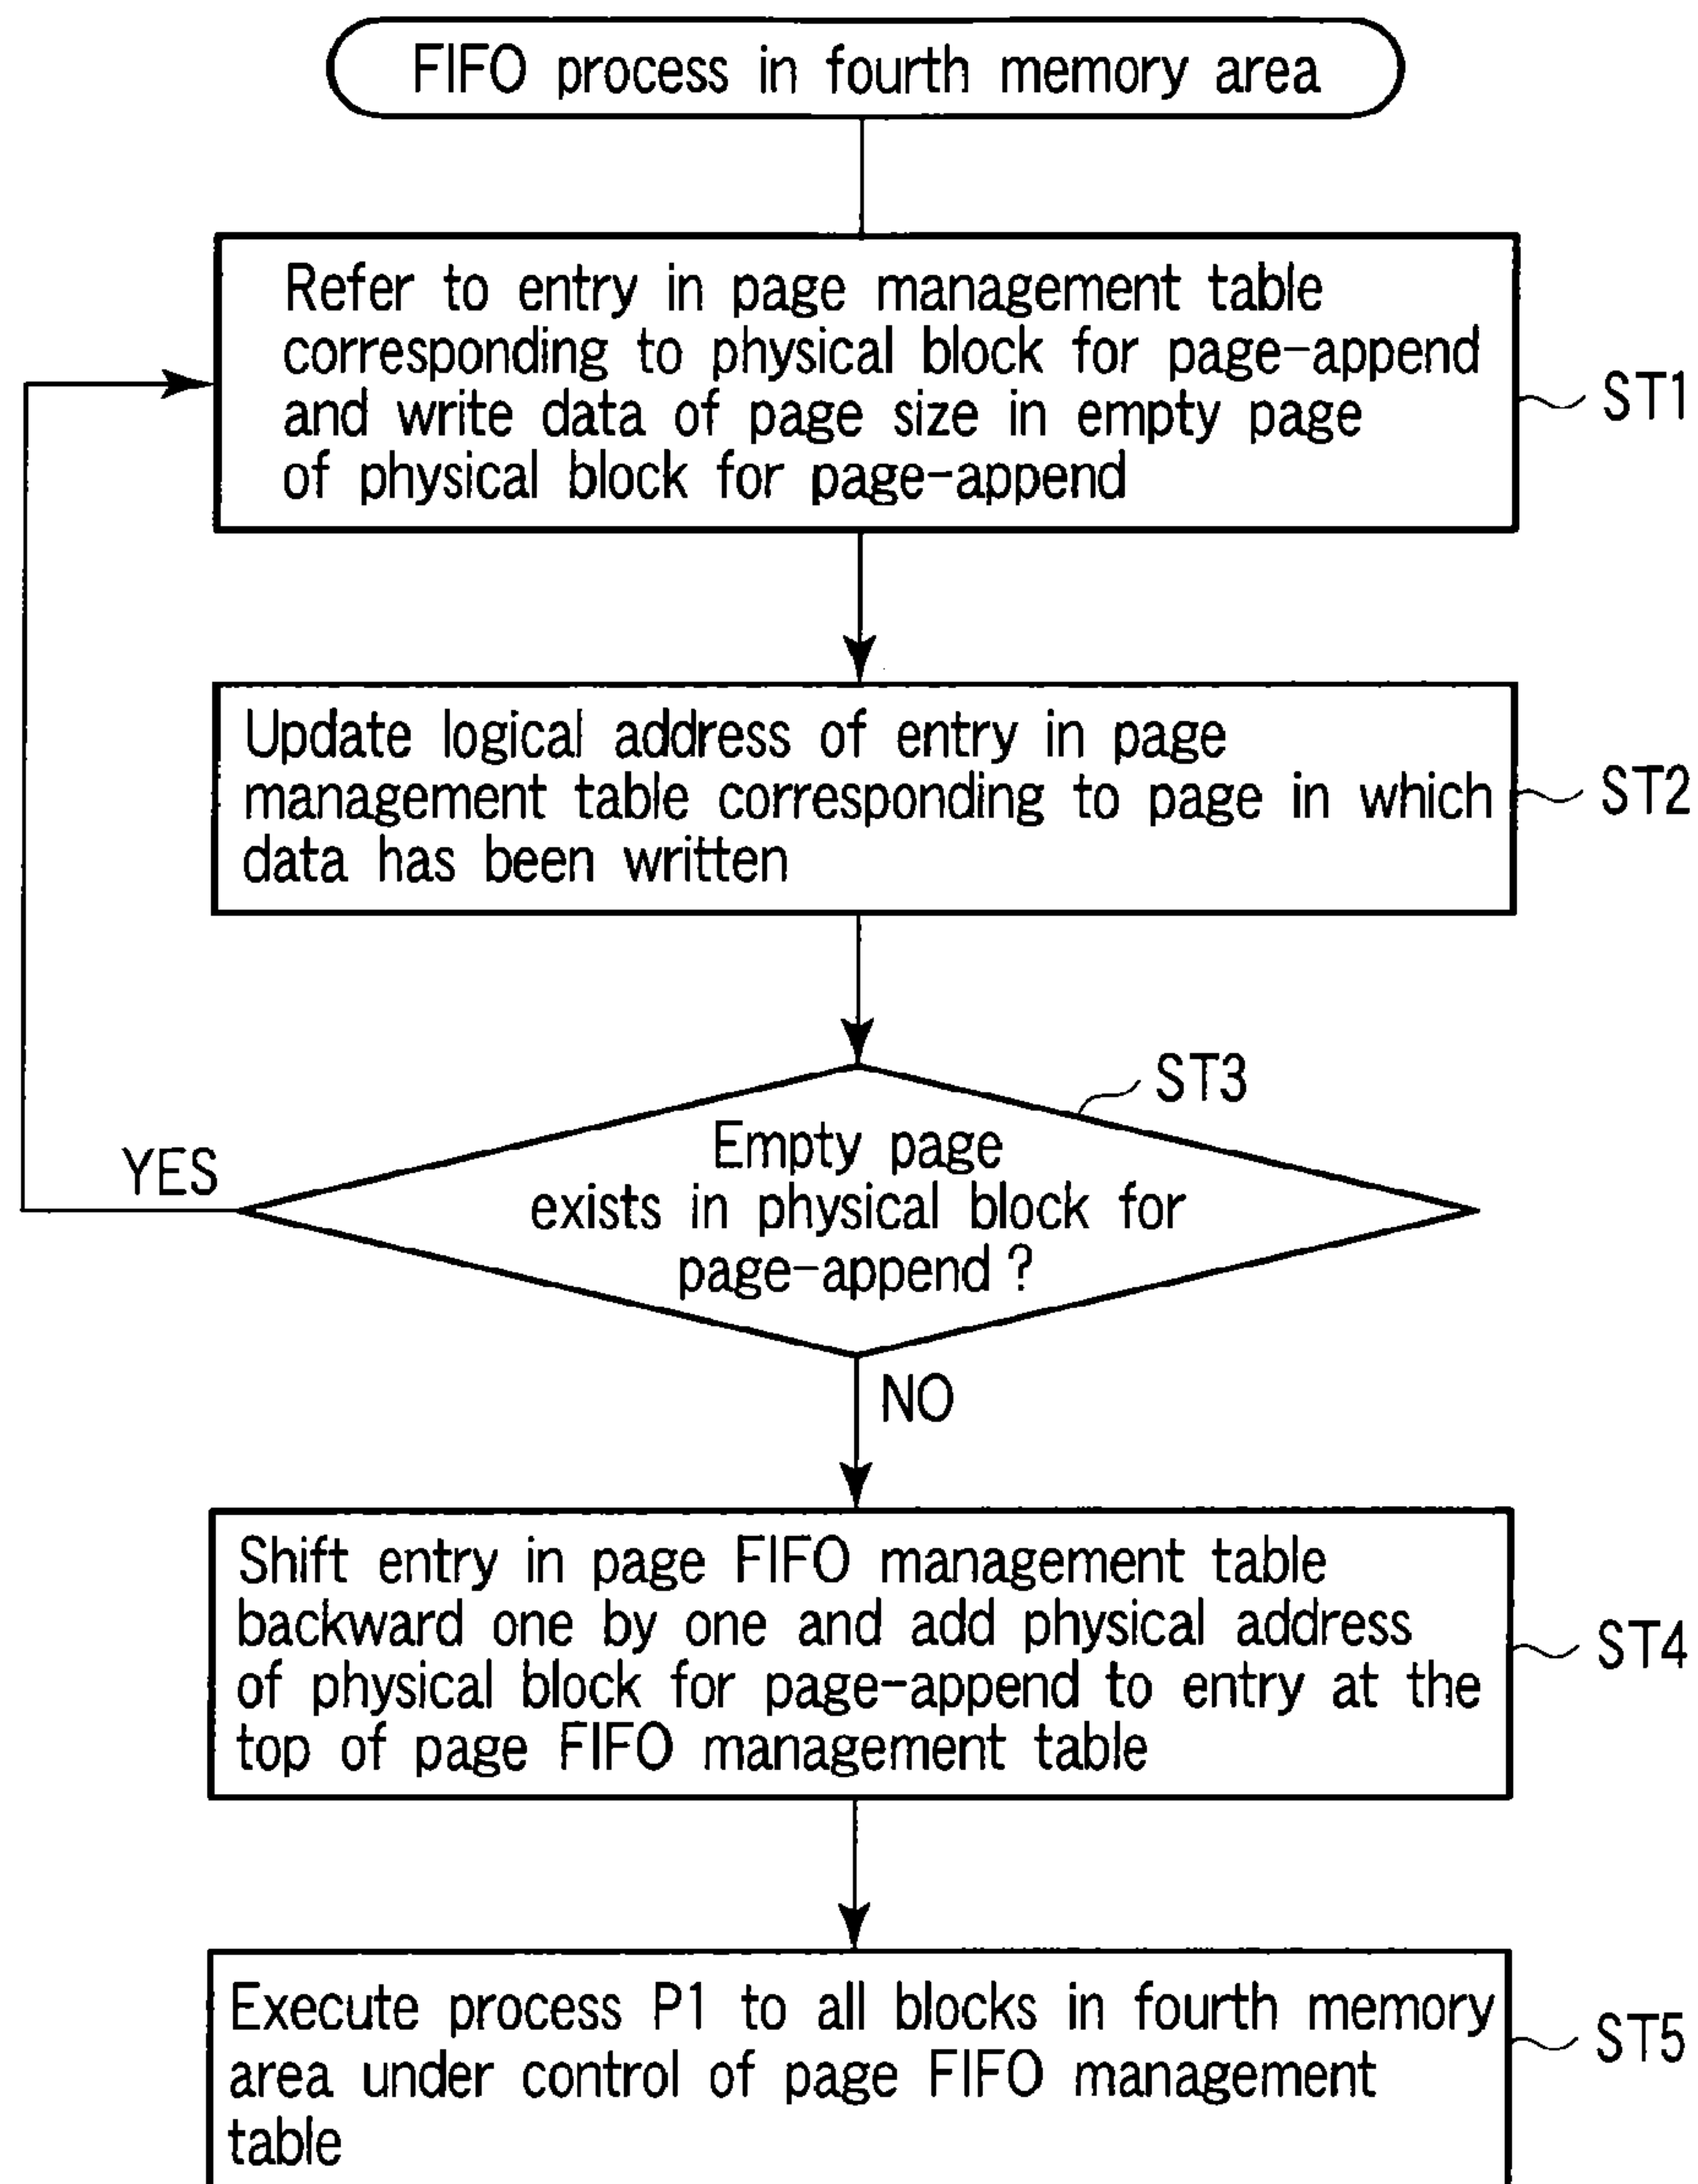 FIFO process in fourth memory area
Refer to entry in page management table
corresponding to physical block for page-append
and write data of page size in empty page
of physical block for page-append
ST1
Update logical address of entry in page
management table corresponding to page in which
data has been written
ST2
ST3
Empty page
exists in physical block for
page-append ?
YES
NO
Shift entry in page FIFO management table
backward one by one and add physical address
of physical block for page-append to entry at the
top of page FIFO management table
ST4
Execute process P1 to all blocks in fourth memory
area under control of page FIFO management
table
ST5